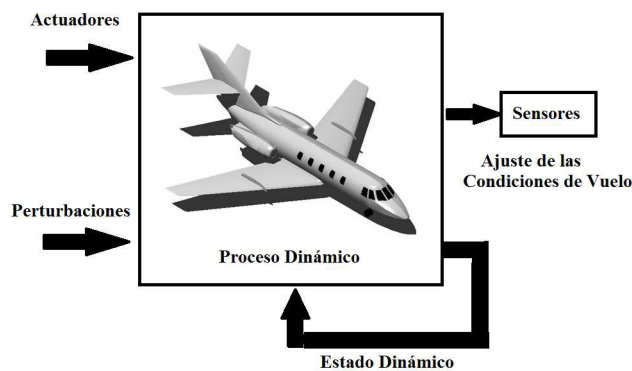 Actuadores
Sensores
Ajuste de las
Condiciones de Vuelo
Perturbaciones
Proceso Dinámico
Estado Dinámico